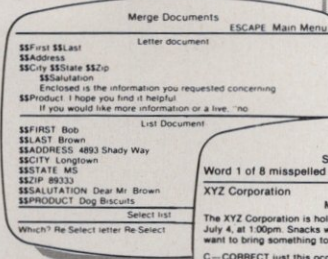 Merge Documents
ESCAPE Main Menu
Letter document
$$First $$Last
$$Address
$$City $$State $$Zip
$$Salutation
Enclosed is the information you requested concerning
$$Product I hope you find it helpful
If you would like more information or a live, "no
List Document
$$FIRST Bob
$$LAST Brown
$$ADDRESS 4893 Shady Way
$$CITY Longtown
$$STATE MS
$$ZIP 89333
$$SALUTATION Dear Mr Brown
$$PRODUCT Dog Biscuits
Select list
Which? Re Select letter Re-Select
S
Word 1 of 8 misspelled
XYZ Corporation
M
The XYZ Corporation is hol
July 4, at 1:00pm. Snacks w
want to bring something to
C—CORRECT just this occ